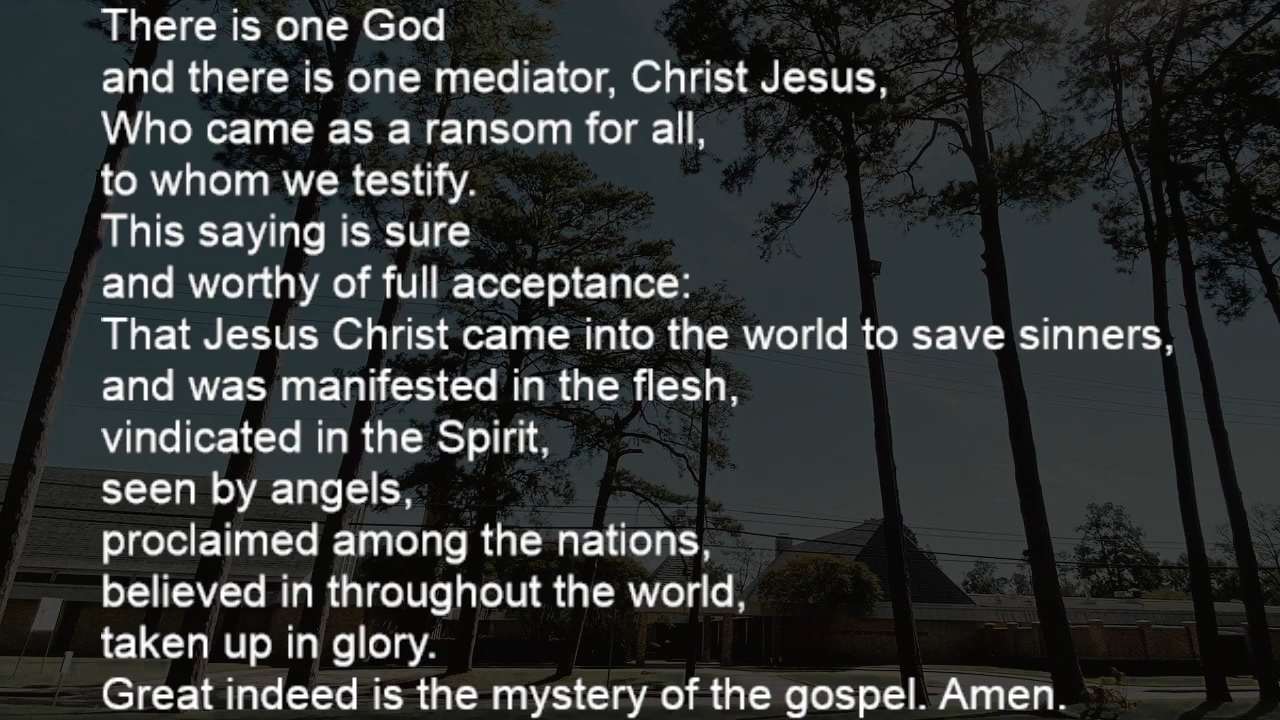 There is one God
and there is one mediator, Christ Jesus,
Who came as a ransom for all,
to whom we testify.
This saying is sure
and worthy of full acceptance:
That Jesus Christ came into the world to save sinners,
and was manifested in the flesh,
vindicated in the Spirit,
seen by angels,
proclaimed among the nations,
believed in throughout the world,
taken up in glory.
Great indeed is the mystery of the gospel. Amen.